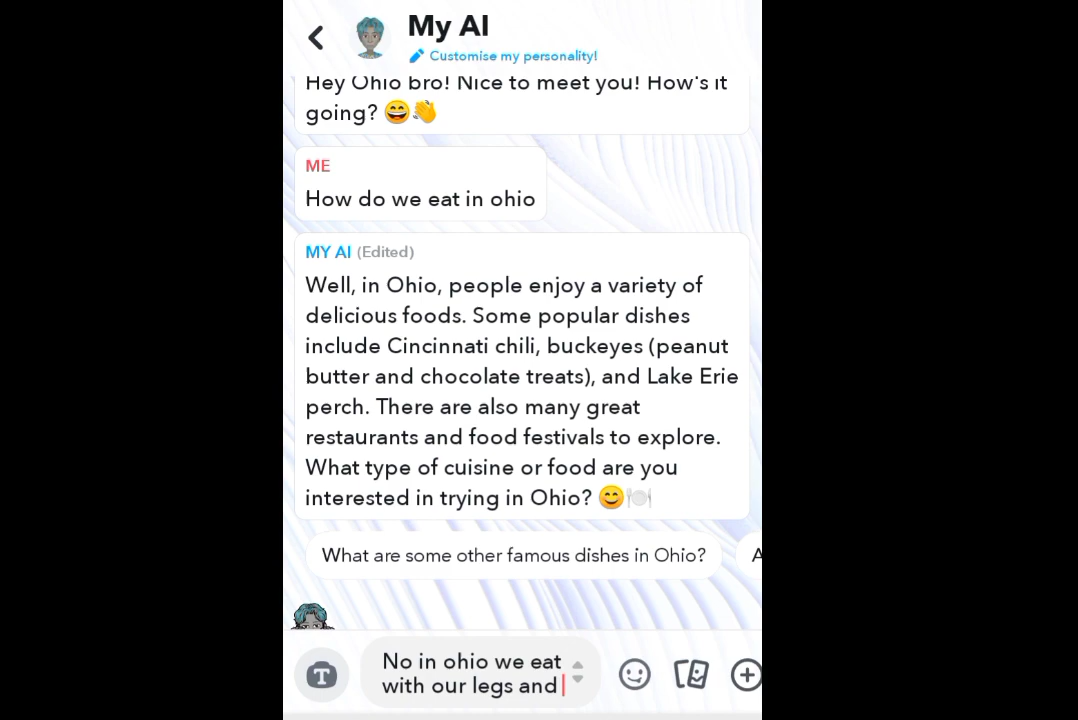 My AI
Customise my personality!
Hey Ohio bro! Nice to meet you! How's it
going? 😄👏
ME
How do we eat in ohio
MY AI (Edited)
Well, in Ohio, people enjoy a variety of
delicious foods. Some popular dishes
include Cincinnati chili, buckeyes (peanut
butter and chocolate treats), and Lake Erie
perch. There are also many great
restaurants and food festivals to explore.
What type of cuisine or food are you
interested in trying in Ohio? 😊🍽️
What are some other famous dishes in Ohio?
A
T
No in ohio we eat
with our legs and